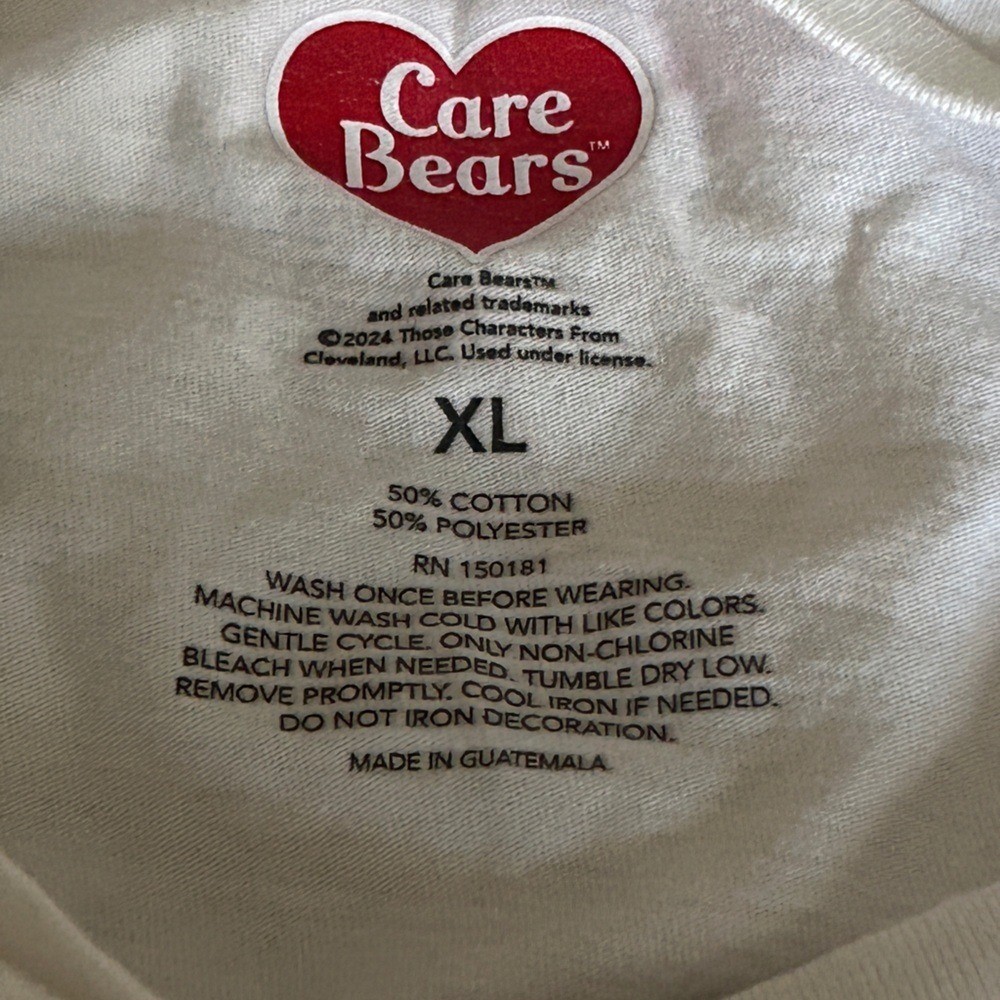 Care
Bears™
Care Bears™
and related trademarks
©2024 Those Characters From
Cleveland, LLC. Used under license.
XL
50% COTTON
50% POLYESTER
RN 150181
WASH ONCE BEFORE WEARING.
MACHINE WASH COLD WITH LIKE COLORS.
GENTLE CYCLE. ONLY NON-CHLORINE
BLEACH WHEN NEEDED. TUMBLE DRY LOW.
REMOVE PROMPTLY. COOL IRON IF NEEDED.
DO NOT IRON DECORATION.
MADE IN GUATEMALA